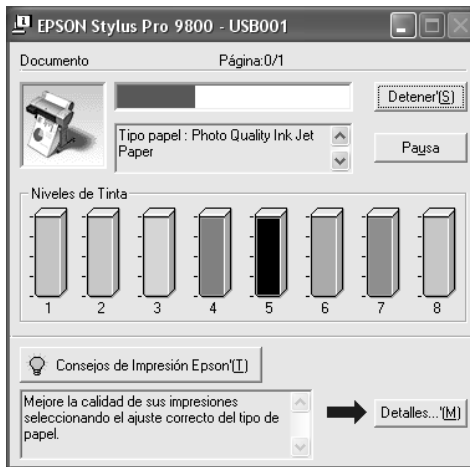 EPSON Stylus Pro 9800 - USB001
Documento Página:0/1
Detener'(S)
Tipo papel : Photo Quality Ink Jet
Paper
Pausa
Niveles de Tinta
1 2 3 4 5 6 7 8
Consejos de Impresión Epson'(T)
Mejore la calidad de sus impresiones
seleccionando el ajuste correcto del tipo de
papel.
Detalles...'(M)